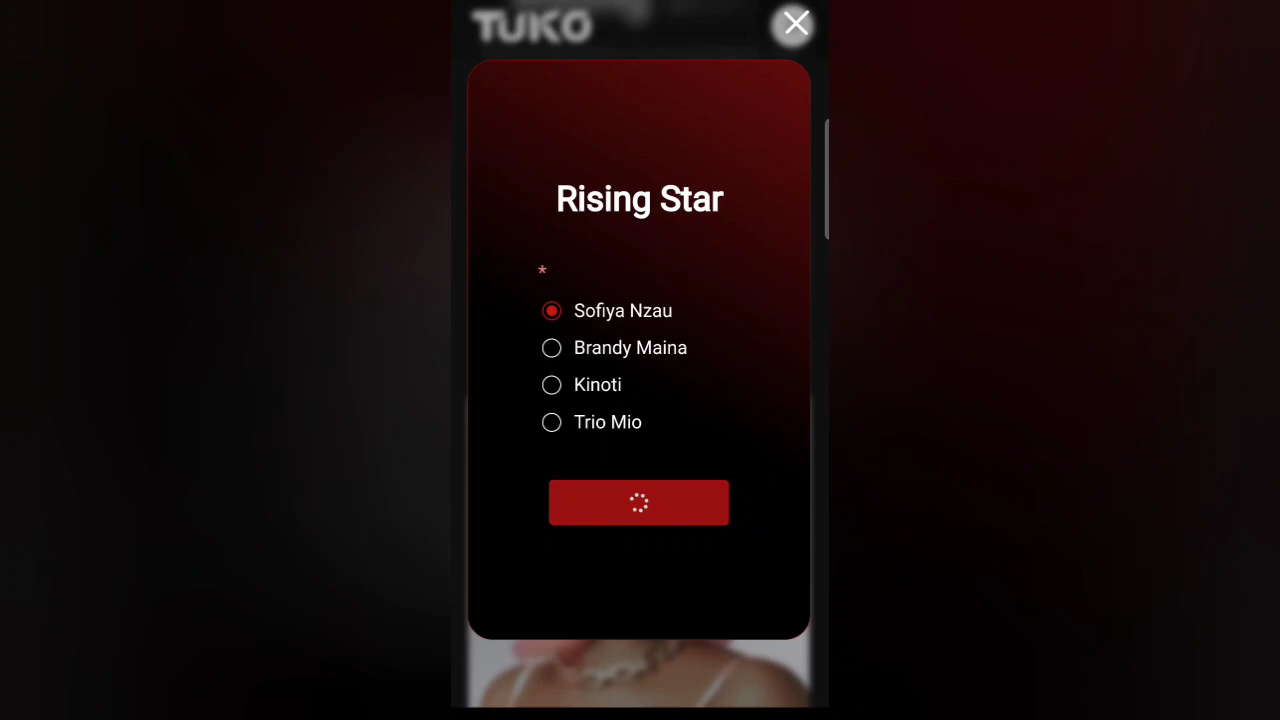 TUKO
Rising Star
*
Sofiya Nzau
Brandy Maina
Kinoti
Trio Mio